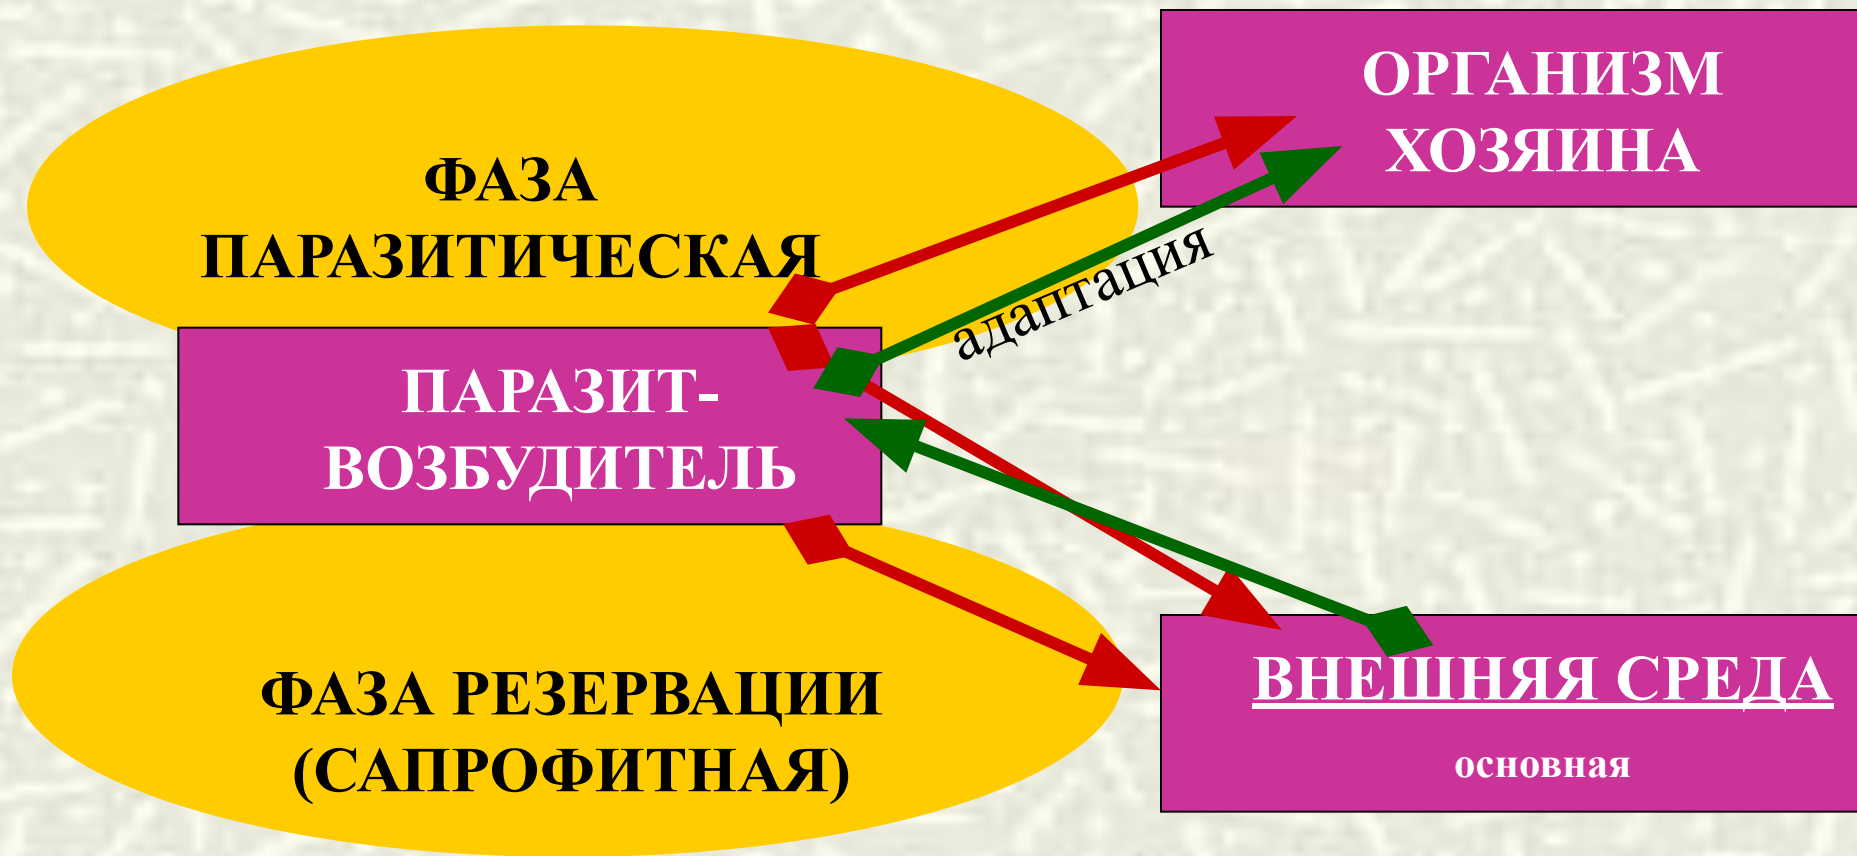 ФАЗА
ПАРАЗИТИЧЕСКАЯ
ОРГАНИЗМ
ХОЗЯИНА
адаптация
ПАРАЗИТ-
ВОЗБУДИТЕЛЬ
ФАЗА РЕЗЕРВАЦИИ
(САПРОФИТНАЯ)
ВНЕШНЯЯ СРЕДА
основная